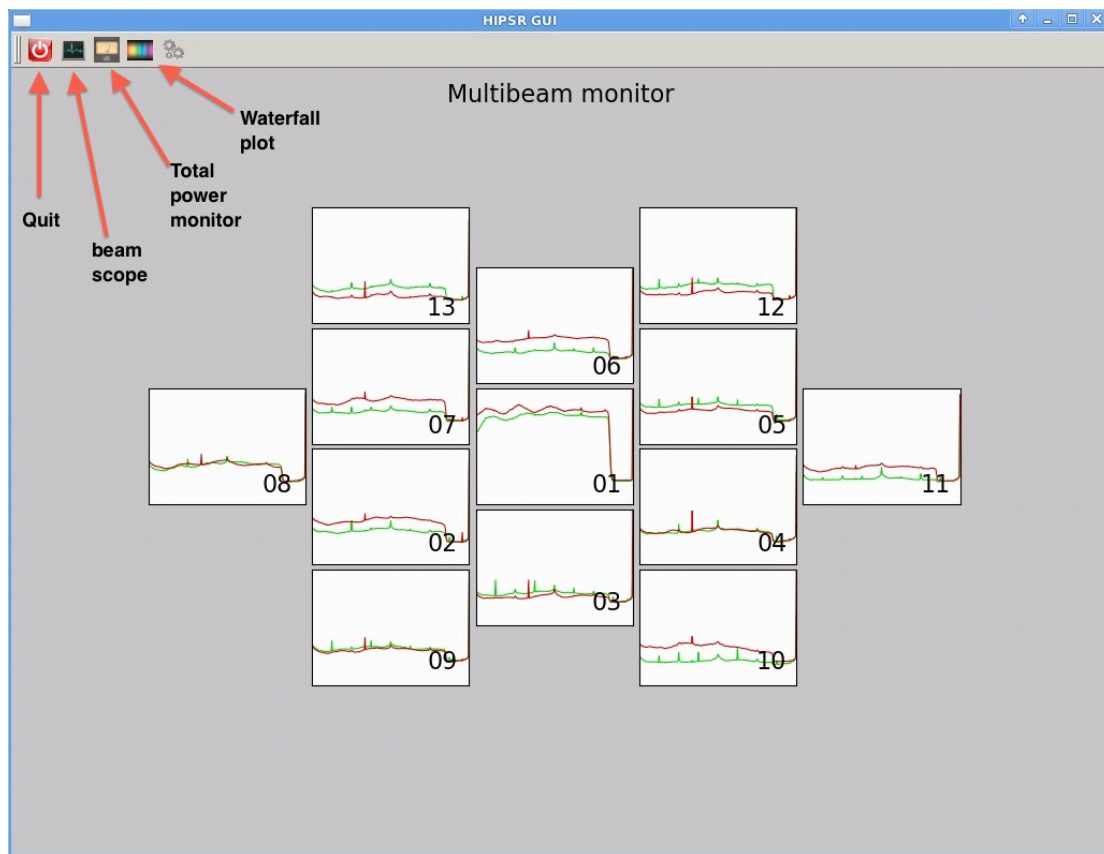 HIPSR GUI
Multibeam monitor
Waterfall
plot
Total
power
monitor
Quit
beam
scope
13
12
06
07
05
08
01
11
02
04
03
09
10